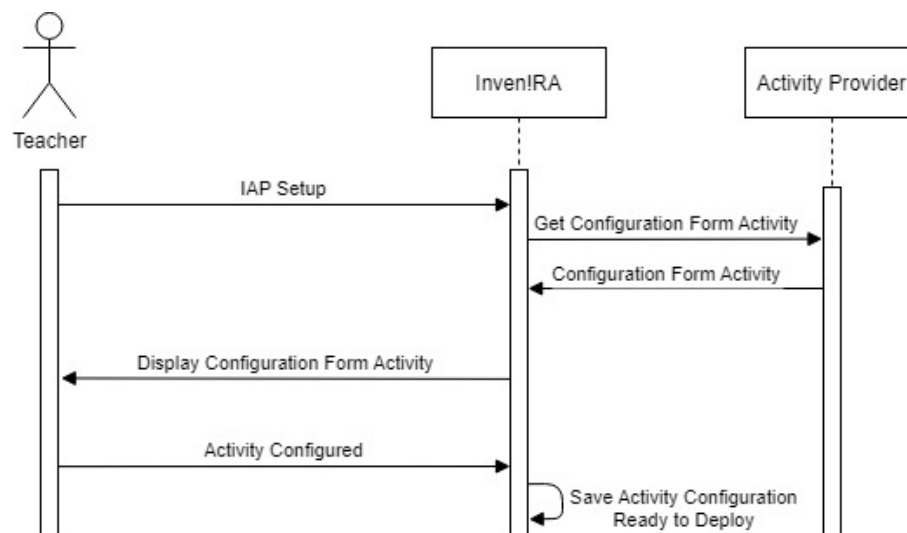 Teacher
Inven!RA
Activity Provider
IAP Setup
Get Configuration Form Activity
Configuration Form Activity
Display Configuration Form Activity
Activity Configured
Save Activity Configuration
Ready to Deploy